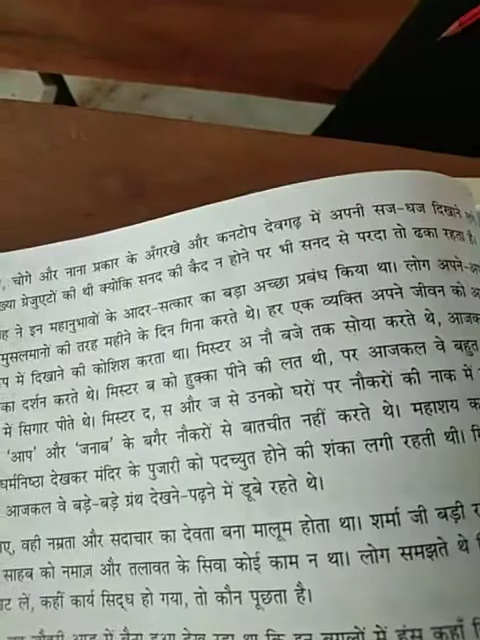 चोगे और नाना प्रकार के अँगरखे और कनटोप देवगढ़ में अपनी सज-धज दिखाने
ग्रेजुएटों की थी क्योंकि सनद की कैद न होने पर भी सनद से परदा तो ढका रहता है।
ने इन महानुभावों के आदर-सत्कार का बड़ा अच्छा प्रबंध किया था। लोग अपने-
मुसलमानों की तरह महीने के दिन गिना करते थे। हर एक व्यक्ति अपने जीवन को
में दिखाने की कोशिश करता था। मिस्टर अ नौ बजे तक सोया करते थे,
का दर्शन करते थे। मिस्टर ब को हुक्का पीने की लत थी, पर आजकल वे बहुत
में सिगार पीते थे। मिस्टर द, स और ज से उनको घरों पर नौकरों की नाक में
'आप' और 'जनाब' के बगैर नौकरों से बातचीत नहीं करते थे। महाशय
धर्मनिष्ठा देखकर मंदिर के पुजारी को पदच्युत होने की शंका लगी रहती थी।
आजकल वे बड़े-बड़े ग्रंथ देखने-पढ़ने में डूबे रहते थे।
वही नम्रता और सदाचार का देवता बना मालूम होता था। शर्मा जी बड़ी
साहब को नमाज़ और तलावत के सिवा कोई काम न था। लोग समझते थे
लें, कहीं कार्य सिद्ध हो गया, तो कौन पूछता है।